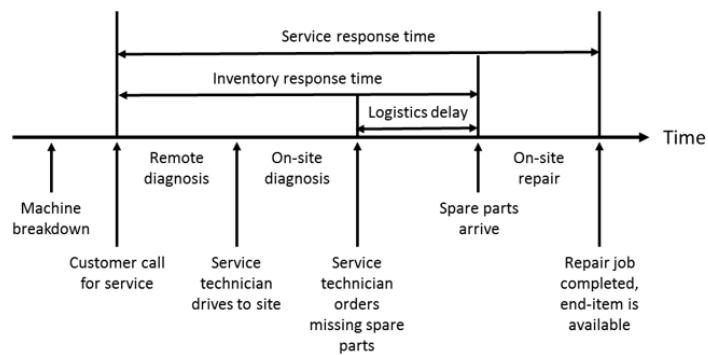 Service response time
Inventory response time
Logistics delay
Time
Remote
diagnosis
On-site
diagnosis
On-site
repair
Machine
breakdown
Spare parts
arrive
Customer call
for service
Service
technician
drives to site
Service
technician
orders
missing spare
parts
Repair job
completed,
end-item is
available